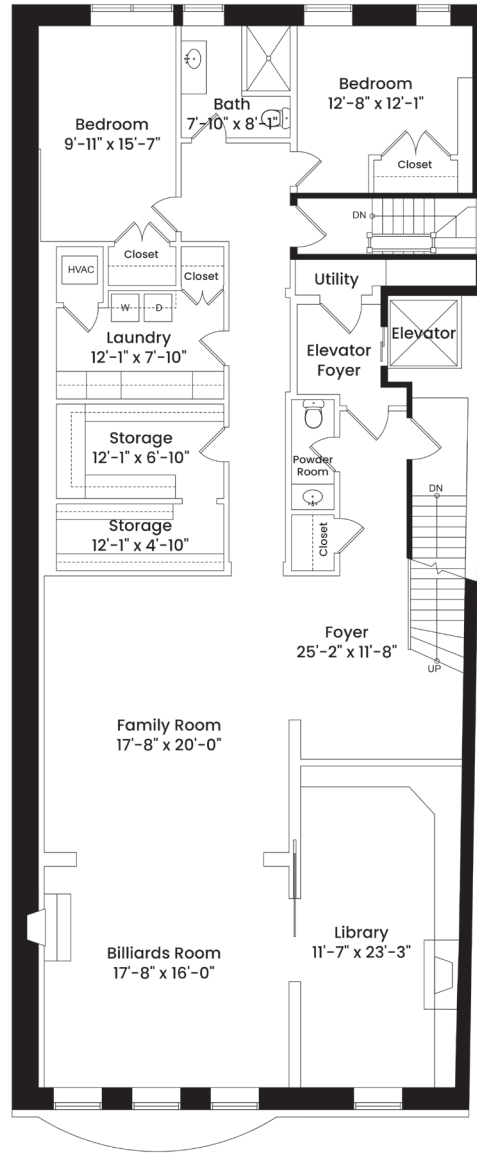 Bedroom
9'-11" x 15'-7"
Bath
7'-10" x 8'-1"
Bedroom
12'-8" x 12'-1"
Closet
DN
Closet
Closet
HVAC
Utility
W
D
Laundry
12'-1" x 7'-10"
Elevator
Foyer
Elevator
Storage
12'-1" x 6'-10"
Powder
Room
DN
Storage
12'-1" x 4'-10"
Closet
Foyer
25'-2" x 11'-8"
UP
Family Room
17'-8" x 20'-0"
Library
11'-7" x 23'-3"
Billiards Room
17'-8" x 16'-0"